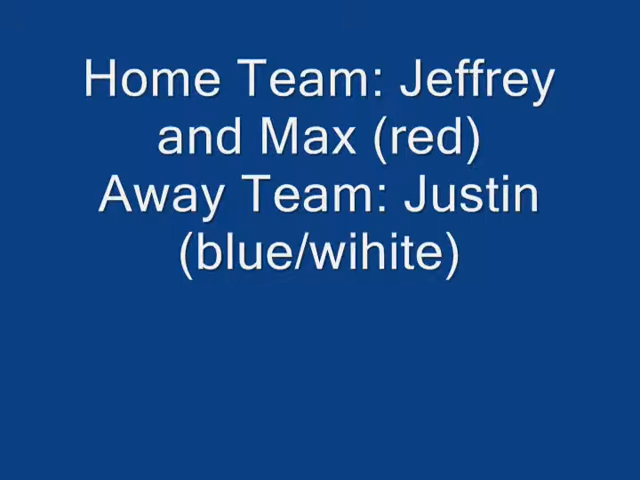 Home Team: Jeffrey
and Max (red)
Away Team: Justin
(blue/wihite)